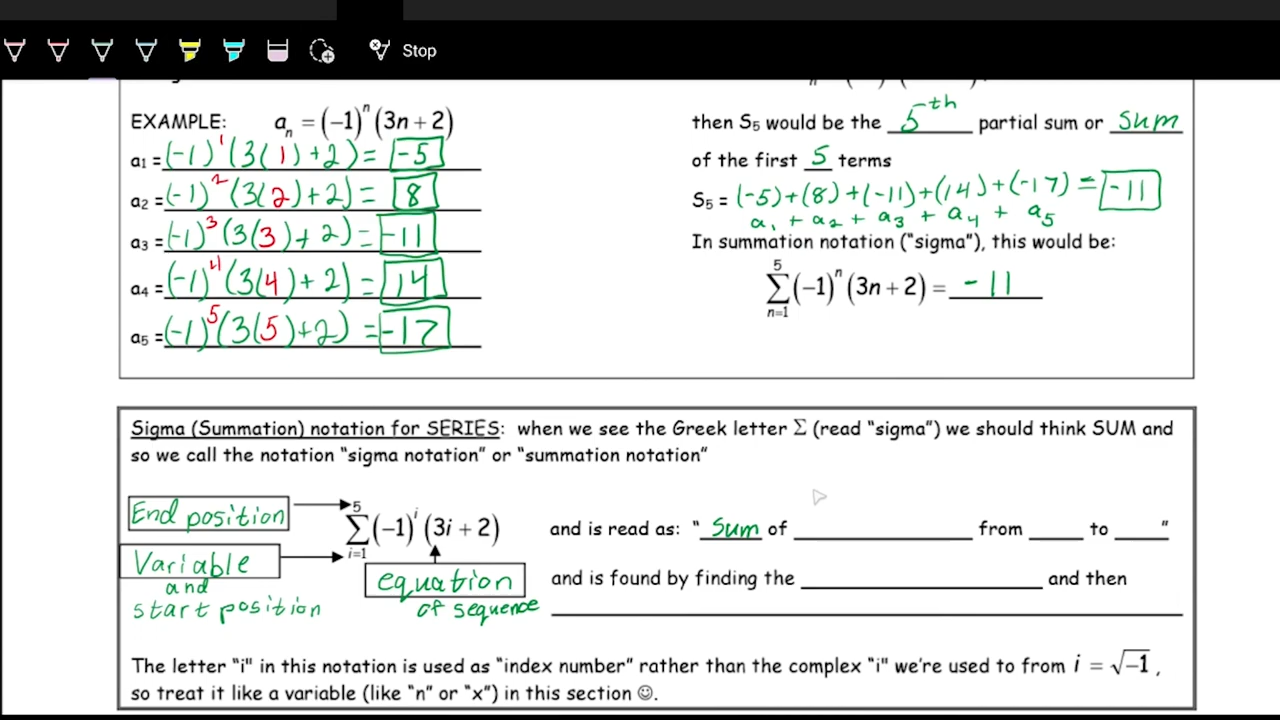 Stop
EXAMPLE: aₙ = (−1)ⁿ (3n + 2)
a₁ = (-1)¹(3(1)+2) = -5
a₂ = (-1)²(3(2)+2) = 8
a₃ = (-1)³(3(3)+2) = -11
a₄ = (-1)⁴(3(4)+2) = 14
a₅ = (-1)⁵(3(5)+2) = -17
then S₅ would be the 5ᵗʰ partial sum or sum
of the first 5 terms
S₅ = (-5)+(8)+(-11)+(14)+(-17) = -11
a₁ + a₂ + a₃ + a₄ + a₅
In summation notation ("sigma"), this would be:
5
∑ (−1)ⁿ (3n + 2) = -11
n=1
Sigma (Summation) notation for SERIES: when we see the Greek letter Σ (read "sigma") we should think SUM and
so we call the notation "sigma notation" or "summation notation"
End position
Variable
and
start position
5
∑ (−1)ⁱ (3i + 2)
i=1
equation
of sequence
and is read as: " Sum of ____ from ____ to ____"
and is found by finding the ____ and then
The letter "i" in this notation is used as "index number" rather than the complex "i" we're used to from i = √−1 ,
so treat it like a variable (like "n" or "x") in this section ☺.